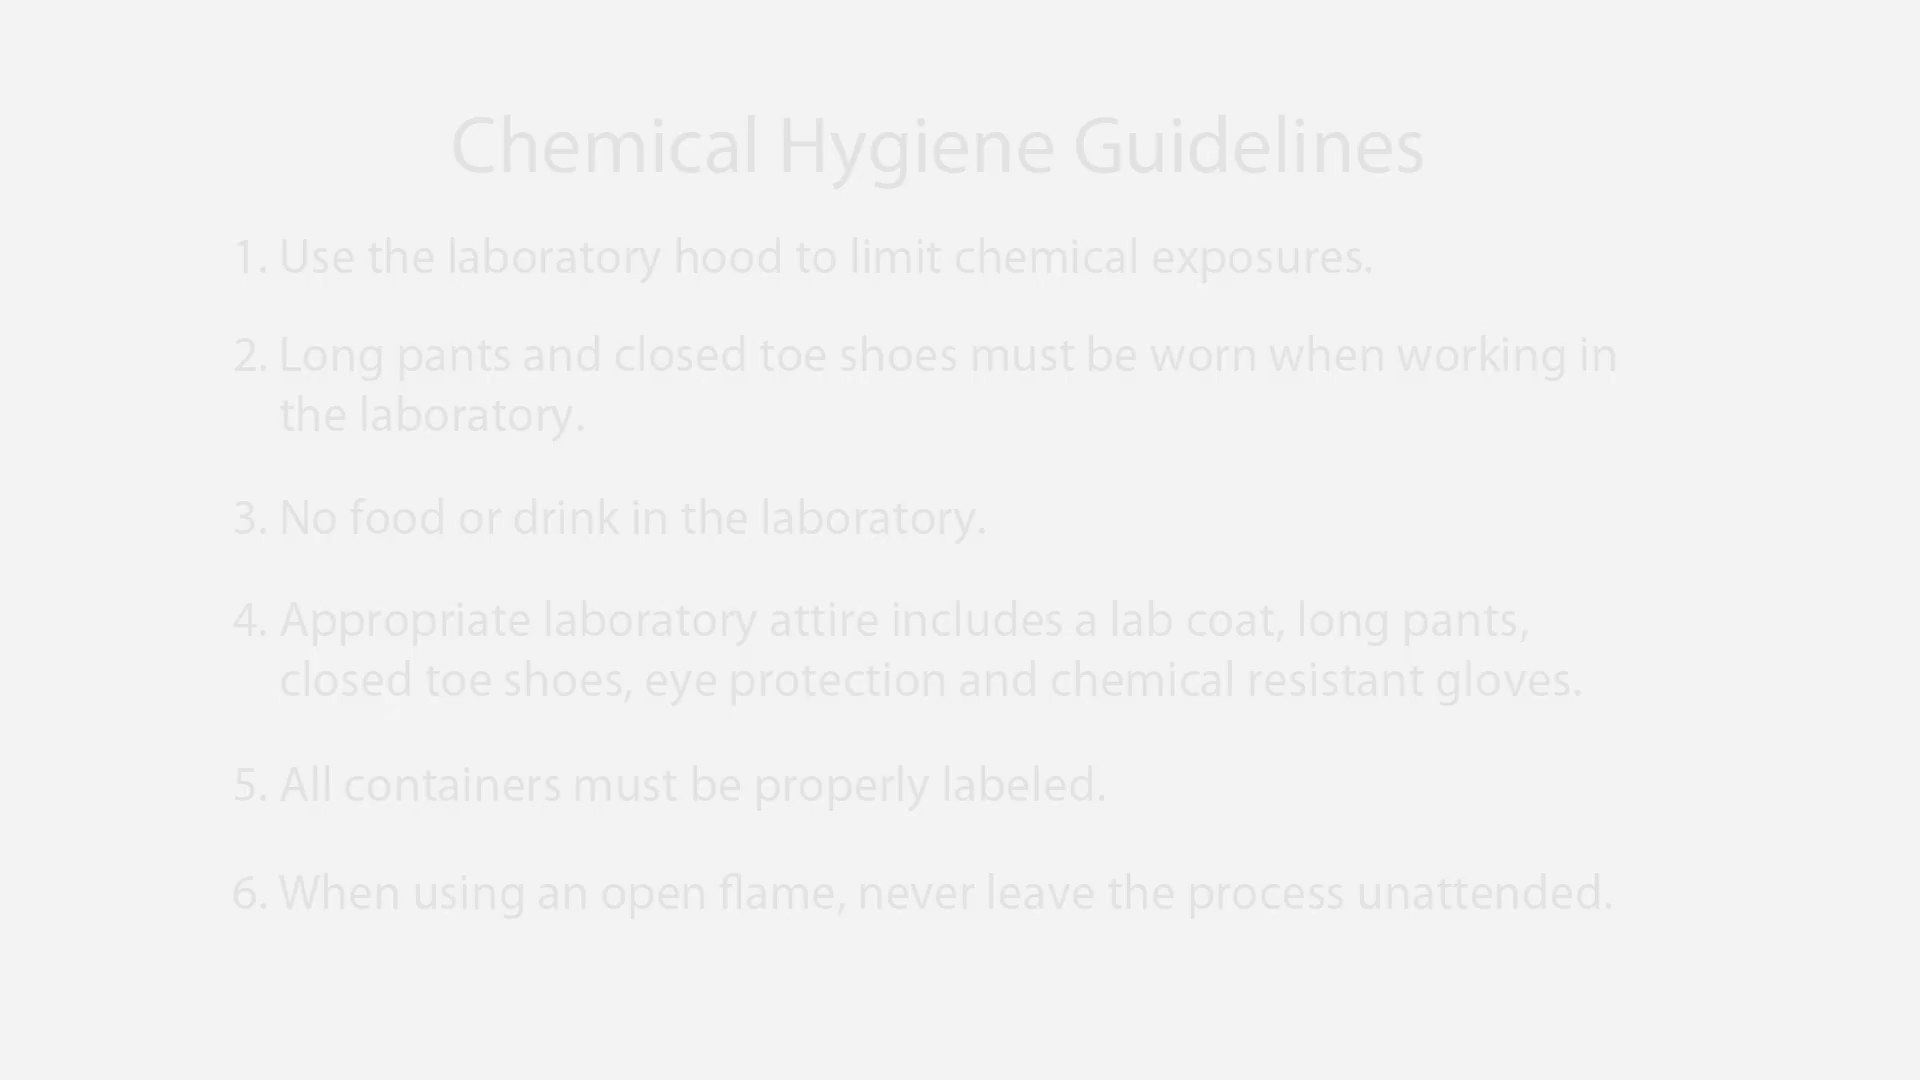 Chemical Hygiene Guidelines
1. Use the laboratory hood to limit chemical exposures.
2. Long pants and closed toe shoes must be worn when working in
the laboratory.
3. No food or drink in the laboratory.
4. Appropriate laboratory attire includes a lab coat, long pants,
closed toe shoes, eye protection and chemical resistant gloves.
5. All containers must be properly labeled.
6. When using an open flame, never leave the process unattended.